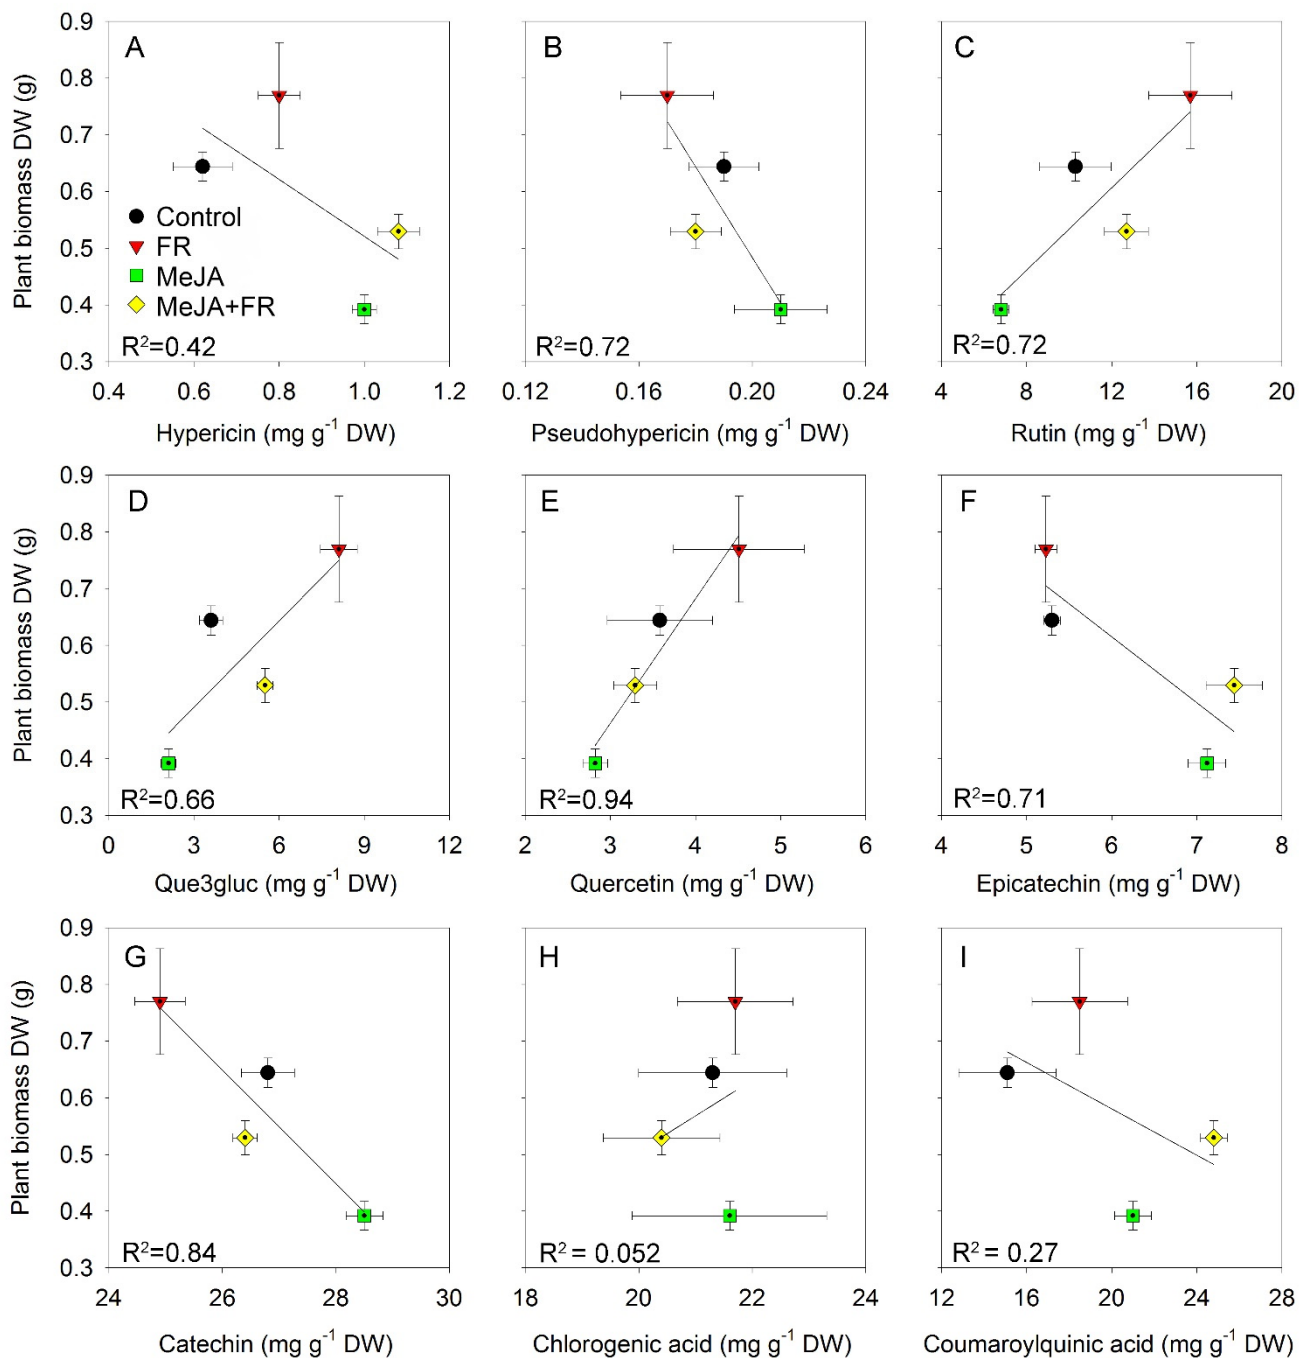 A
B
C
Plant biomass DW (g)
0.9
0.8
0.7
0.6
0.5
0.4
0.3
Control
FR
MeJA
MeJA+FR
R²=0.42
R²=0.72
R²=0.72
0.4 0.6 0.8 1.0 1.2
0.12 0.16 0.20 0.24
4 8 12 16 20
Hypericin (mg g⁻¹ DW)
Pseudohypericin (mg g⁻¹ DW)
Rutin (mg g⁻¹ DW)
D
E
F
Plant biomass DW (g)
0.9
0.8
0.7
0.6
0.5
0.4
0.3
R²=0.66
R²=0.94
R²=0.71
0 3 6 9 12
2 3 4 5 6
4 5 6 7 8
Que3gluc (mg g⁻¹ DW)
Quercetin (mg g⁻¹ DW)
Epicatechin (mg g⁻¹ DW)
G
H
I
Plant biomass DW (g)
0.9
0.8
0.7
0.6
0.5
0.4
0.3
R²=0.84
R² = 0.052
R² = 0.27
24 26 28 30
18 20 22 24
12 16 20 24 28
Catechin (mg g⁻¹ DW)
Chlorogenic acid (mg g⁻¹ DW)
Coumaroylquinic acid (mg g⁻¹ DW)